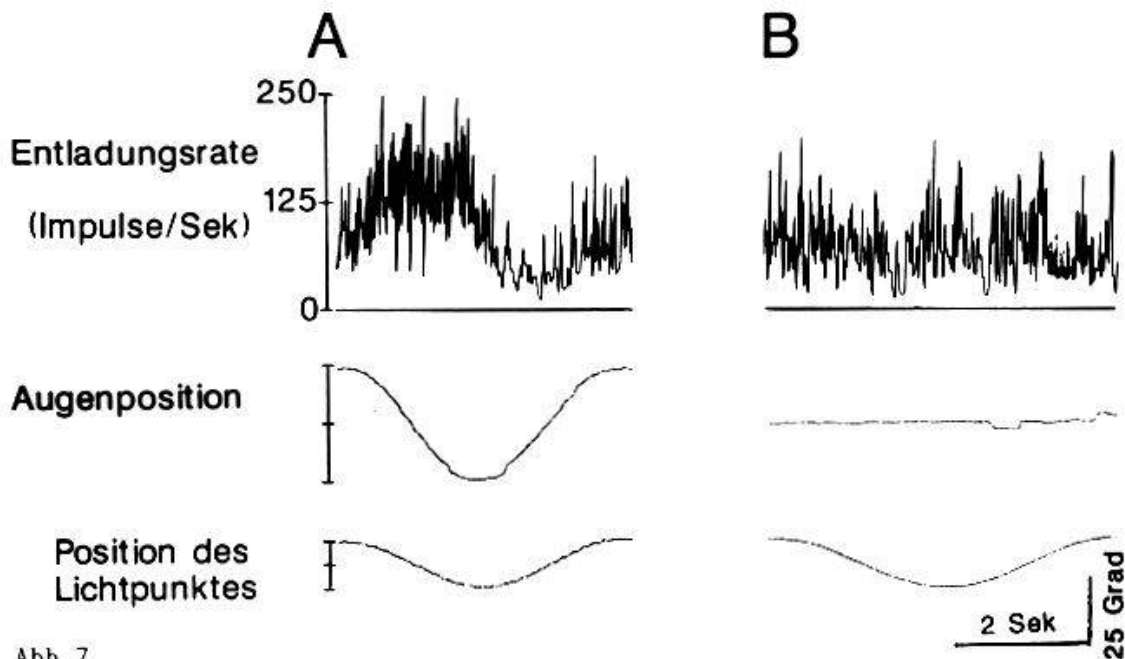 A
B
250
Entladungsrate
125
(Impulse/Sek)
0
Augenposition
Position des
Lichtpunktes
2 Sek
25 Grad
Abb 7